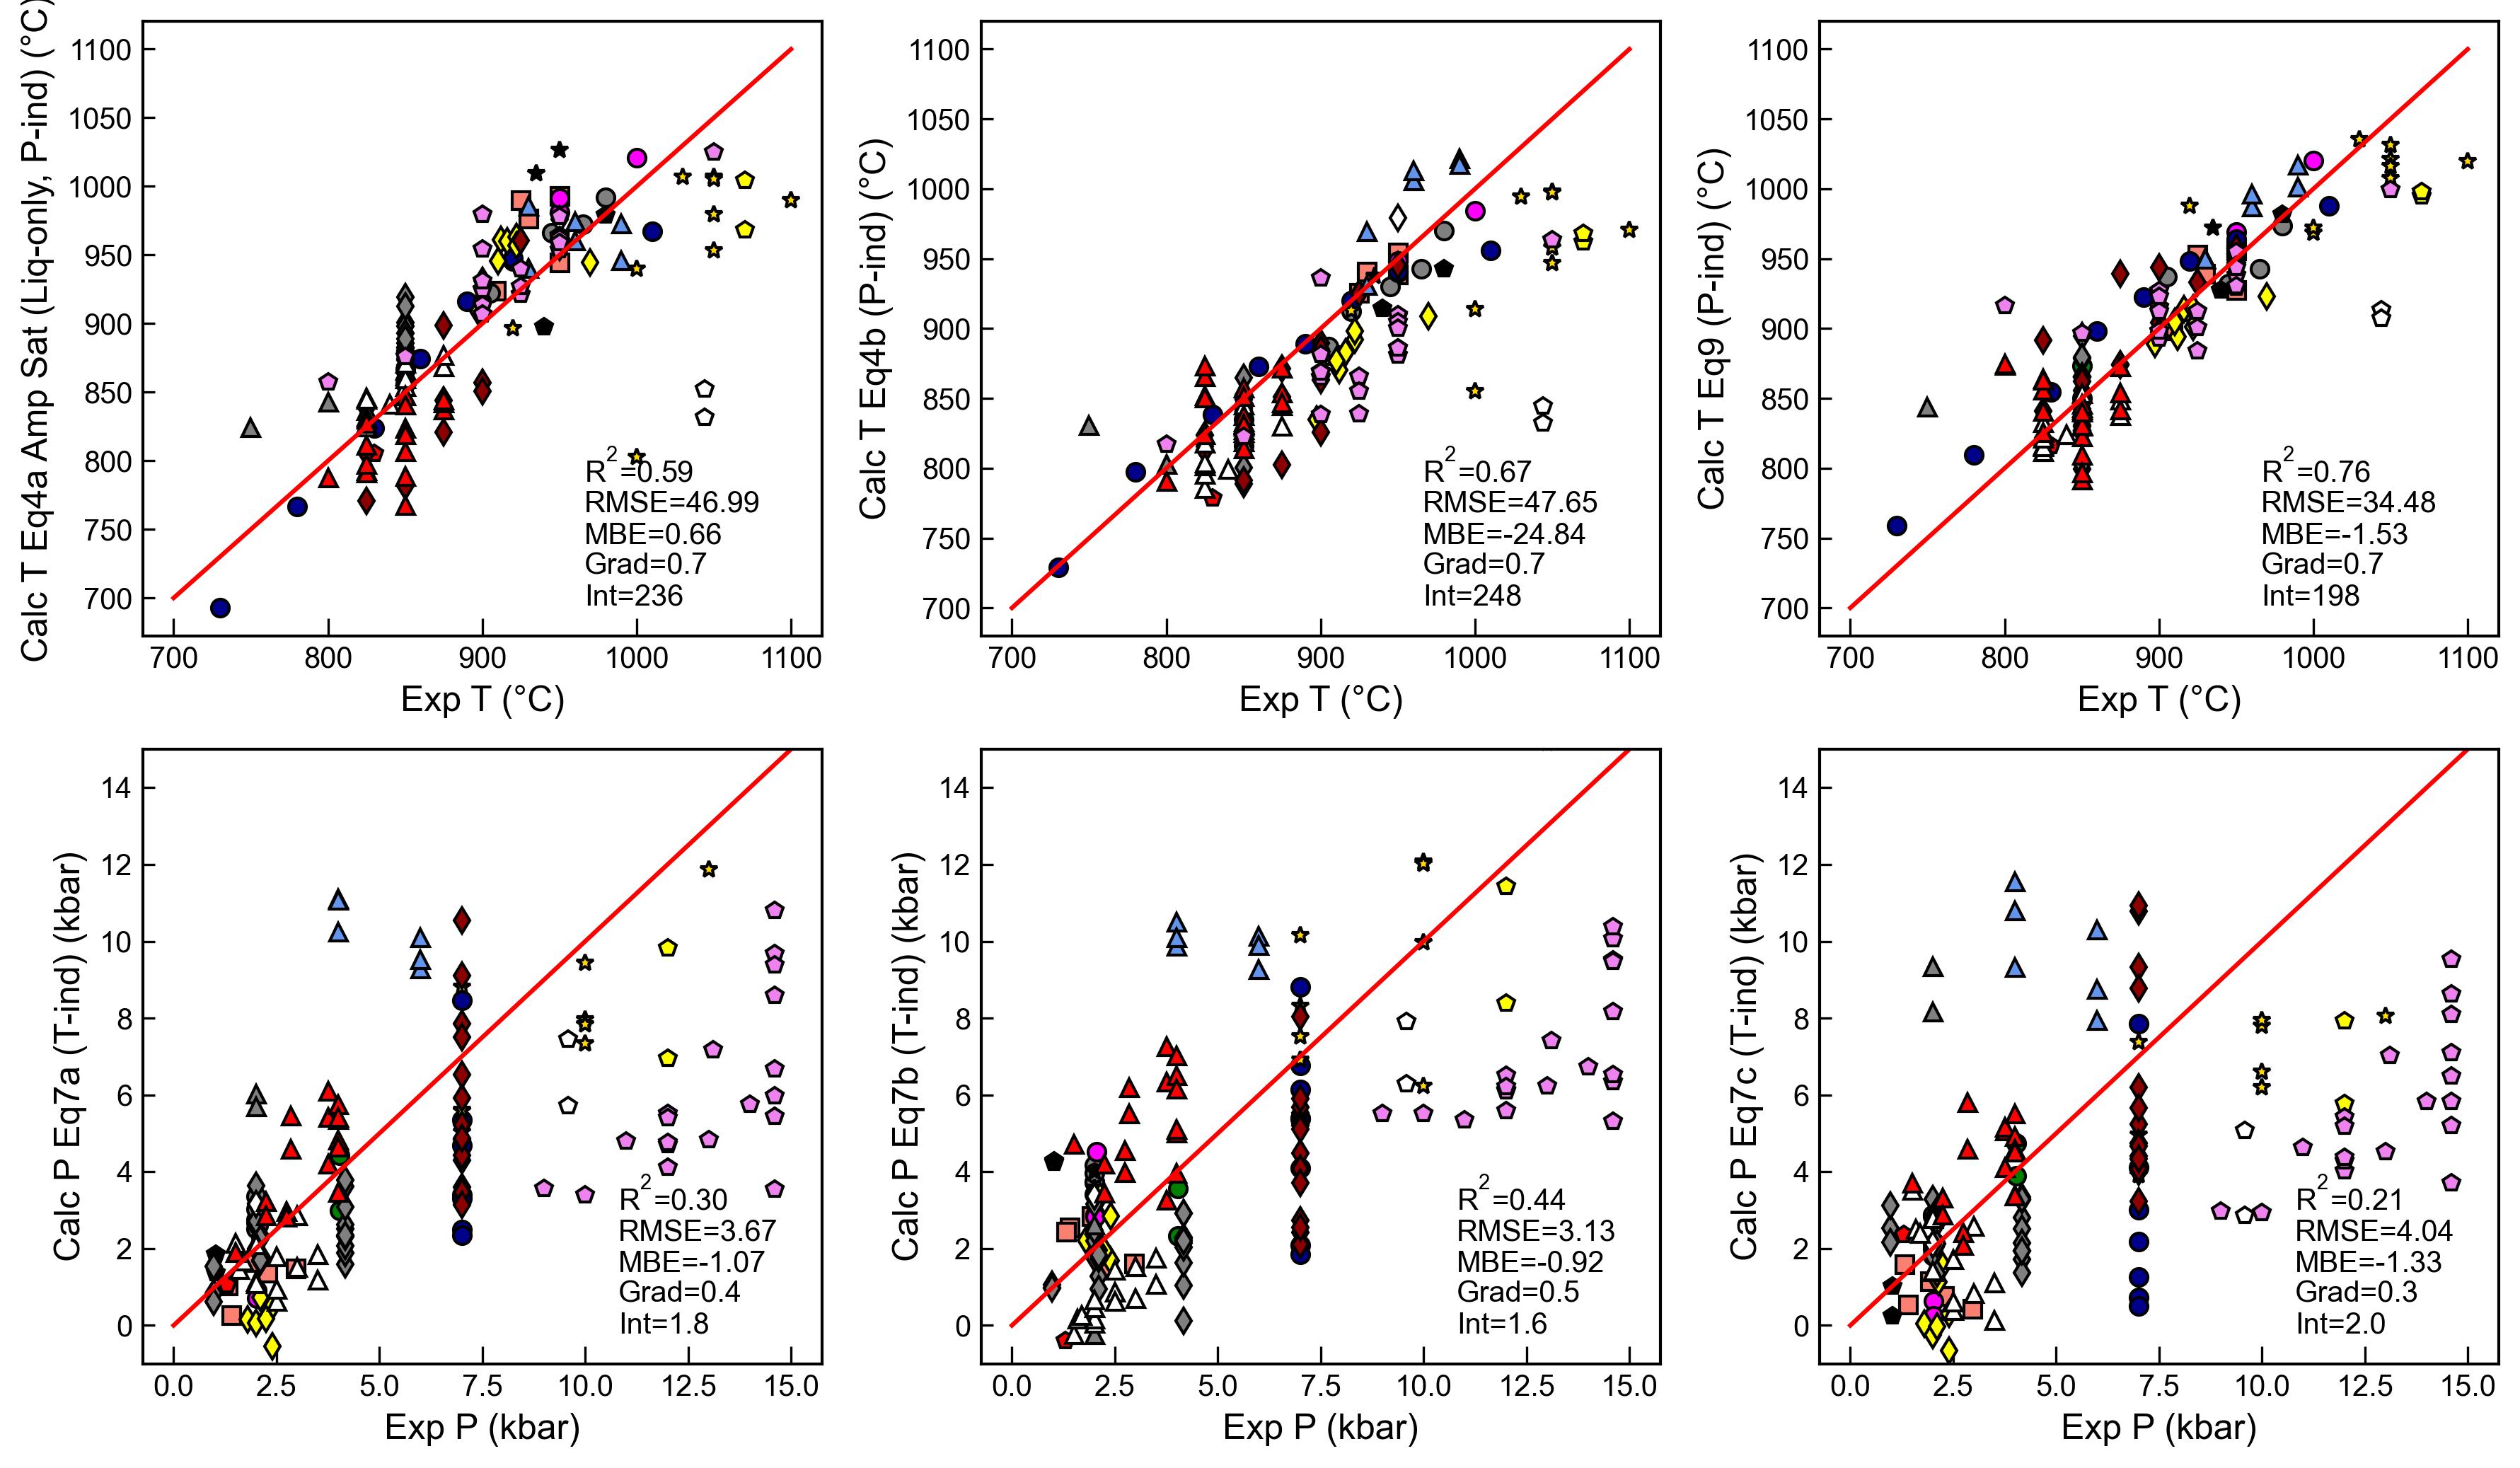 Calc T Eq4a Amp Sat (Liq-only, P-ind) (°C)
1100
1050
1000
950
900
850
800
750
700
R²=0.59
RMSE=46.99
MBE=0.66
Grad=0.7
Int=236
700 800 900 1000 1100
Exp T (°C)
Calc T Eq4b (P-ind) (°C)
1100
1050
1000
950
900
850
800
750
700
R²=0.67
RMSE=47.65
MBE=-24.84
Grad=0.7
Int=248
700 800 900 1000 1100
Exp T (°C)
Calc T Eq9 (P-ind) (°C)
1100
1050
1000
950
900
850
800
750
700
R²=0.76
RMSE=34.48
MBE=-1.53
Grad=0.7
Int=198
700 800 900 1000 1100
Exp T (°C)
Calc P Eq7a (T-ind) (kbar)
14
12
10
8
6
4
2
0
R²=0.30
RMSE=3.67
MBE=-1.07
Grad=0.4
Int=1.8
0.0 2.5 5.0 7.5 10.0 12.5 15.0
Exp P (kbar)
Calc P Eq7b (T-ind) (kbar)
14
12
10
8
6
4
2
0
R²=0.44
RMSE=3.13
MBE=-0.92
Grad=0.5
Int=1.6
0.0 2.5 5.0 7.5 10.0 12.5 15.0
Exp P (kbar)
Calc P Eq7c (T-ind) (kbar)
14
12
10
8
6
4
2
0
R²=0.21
RMSE=4.04
MBE=-1.33
Grad=0.3
Int=2.0
0.0 2.5 5.0 7.5 10.0 12.5 15.0
Exp P (kbar)